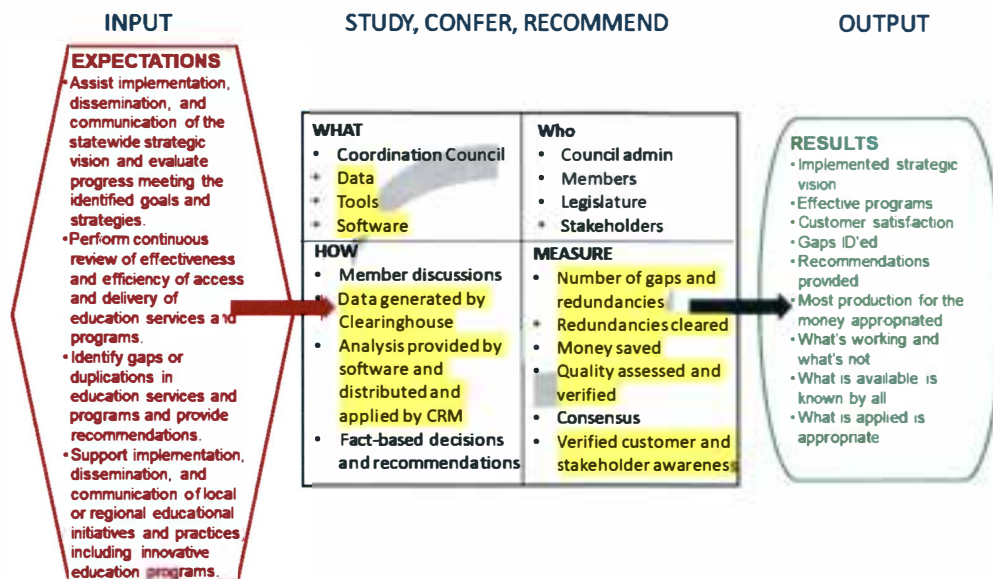 INPUT
STUDY, CONFER, RECOMMEND
OUTPUT
EXPECTATIONS
•Assist implementation,
dissemination, and
communication of the
statewide strategic
vision and evaluate
progress meeting the
identified goals and
strategies.
•Perform continuous
review of effectiveness
and efficiency of access
and delivery of
education services and
programs.
•Identify gaps or
duplications in
education services and
programs and provide
recommendations.
•Support implementation,
dissemination, and
communication of local
or regional educational
initiatives and practices,
including innovative
education programs.
WHAT
• Coordination Council
• Data
• Tools
• Software
Who
• Council admin
• Members
• Legislature
• Stakeholders
HOW
• Member discussions
• Data generated by
Clearinghouse
• Analysis provided by
software and
distributed and
applied by CRM
• Fact-based decisions
and recommendations
MEASURE
• Number of gaps and
redundancies
• Redundancies cleared
• Money saved
• Quality assessed and
verified
• Consensus
• Verified customer and
stakeholder awareness
RESULTS
•Implemented strategic
vision
•Effective programs
•Customer satisfaction
•Gaps ID'ed
•Recommendations
provided
•Most production for the
money appropnated
•What's working and
what's not
•What is available is
known by all
•What is applied is
appropnate